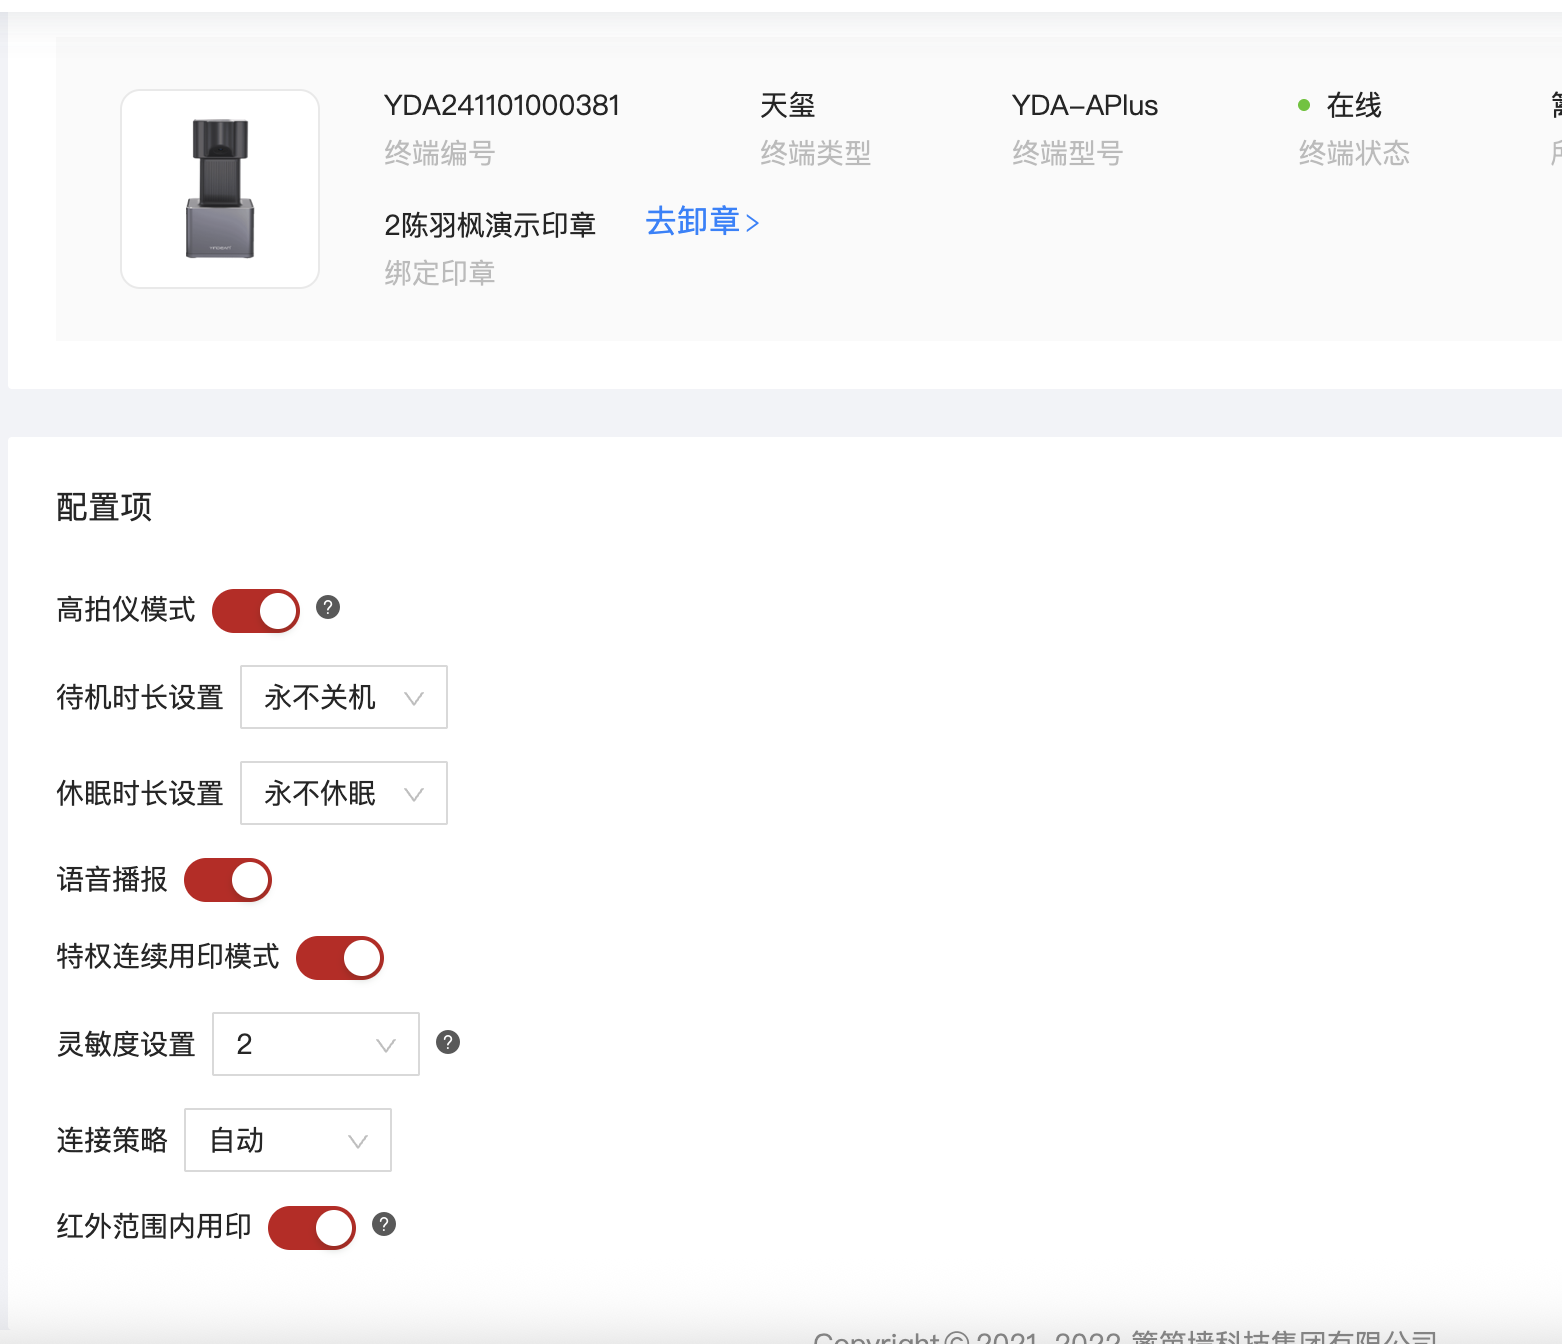 YDA241101000381 天玺 YDA-APlus 在线
终端编号 终端类型 终端型号 终端状态
2陈羽枫演示印章 去卸章 >
绑定印章
配置项
高拍仪模式 ?
待机时长设置 永不关机
休眠时长设置 永不休眠
语音播报
特权连续用印模式
灵敏度设置 2 ?
连接策略 自动
红外范围内用印 ?
Copyright © 2021-2022